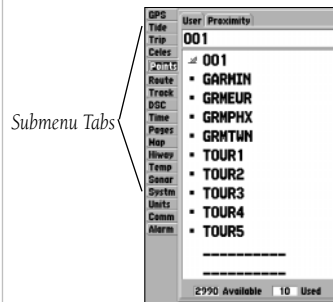 GPS
Tide
Trip
Celes
Points
Route
Track
DSC
Time
Pages
Map
Hiway
Temp
Sonar
Systm
Units
Comm
Alarm
Submenu Tabs
User Proximity
001
001
GARMIN
GRMEUR
GRMPHX
GRMTWN
TOUR1
TOUR2
TOUR3
TOUR4
TOUR5
----------
----------
2990 Available 10 Used